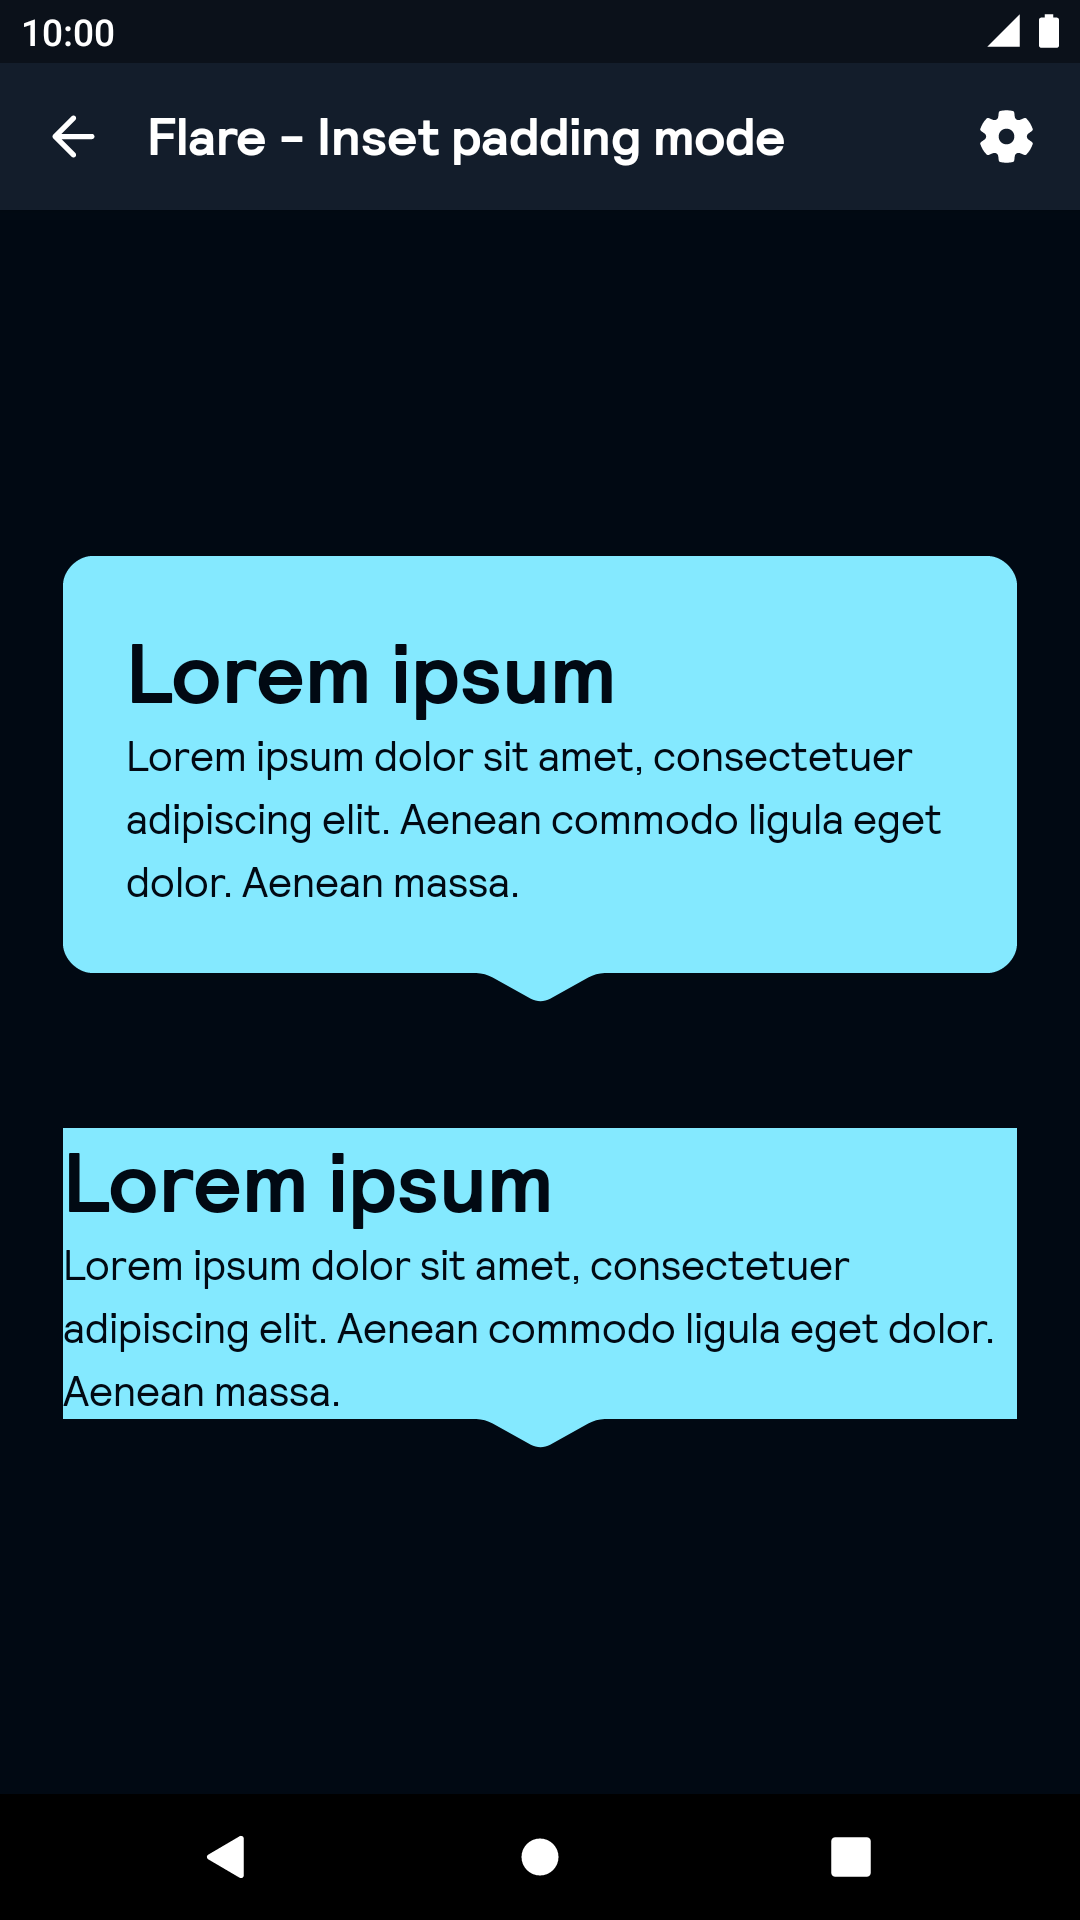 10:00
Flare - Inset padding mode
Lorem ipsum
Lorem ipsum dolor sit amet, consectetuer
adipiscing elit. Aenean commodo ligula eget
dolor. Aenean massa.
Lorem ipsum
Lorem ipsum dolor sit amet, consectetuer
adipiscing elit. Aenean commodo ligula eget dolor.
Aenean massa.